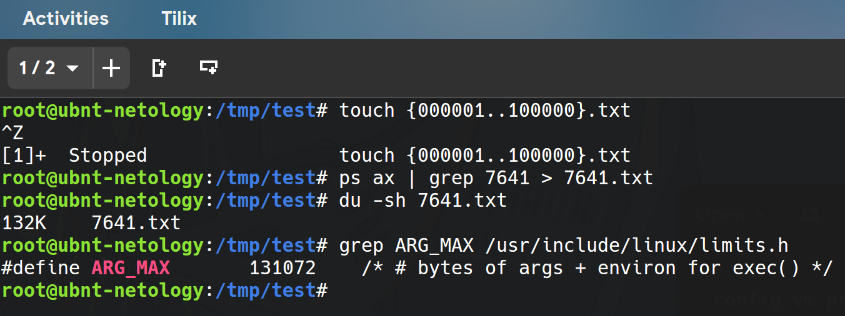 Activities Tilix
1 / 2
root@ubnt-netology:/tmp/test# touch {000001..100000}.txt
^Z
[1]+  Stopped                 touch {000001..100000}.txt
root@ubnt-netology:/tmp/test# ps ax | grep 7641 > 7641.txt
root@ubnt-netology:/tmp/test# du -sh 7641.txt
132K    7641.txt
root@ubnt-netology:/tmp/test# grep ARG_MAX /usr/include/linux/limits.h
#define ARG_MAX       131072    /* # bytes of args + environ for exec() */
root@ubnt-netology:/tmp/test#